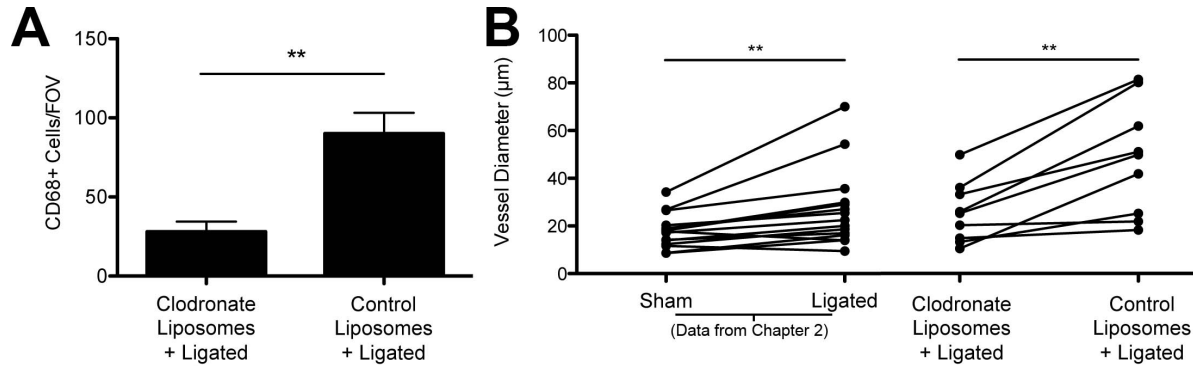 A
CD68+ Cells/FOV
150
100
50
0
**
Clodronate
Liposomes
+ Ligated
Control
Liposomes
+ Ligated
B
Vessel Diameter (µm)
100
80
60
40
20
0
**
**
Sham
Ligated
(Data from Chapter 2)
Clodronate
Liposomes
+ Ligated
Control
Liposomes
+ Ligated